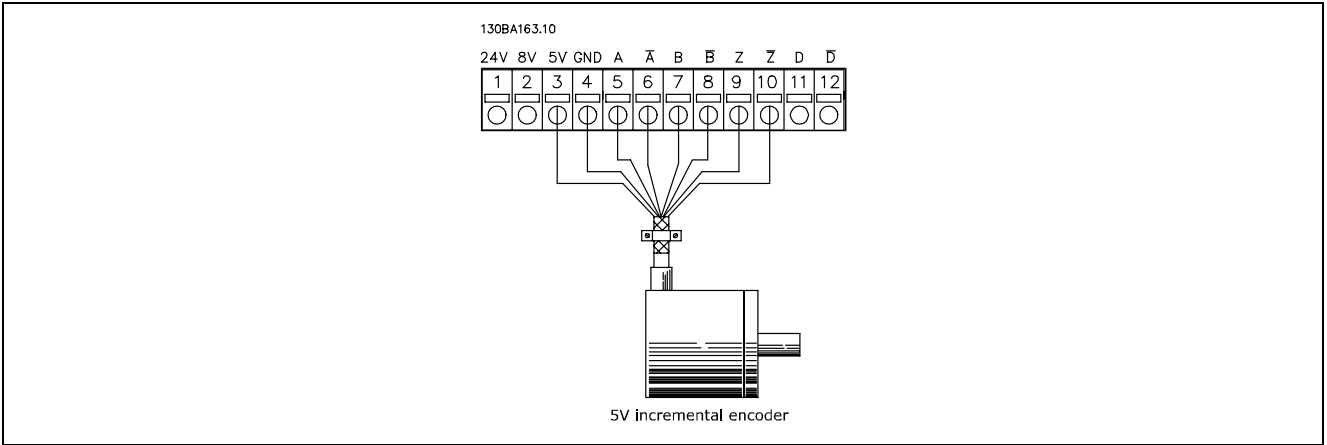 130BA163.10
24V 8V 5V GND A A̅ B B̅ Z Z̅ D D̅
1 2 3 4 5 6 7 8 9 10 11 12
5V incremental encoder